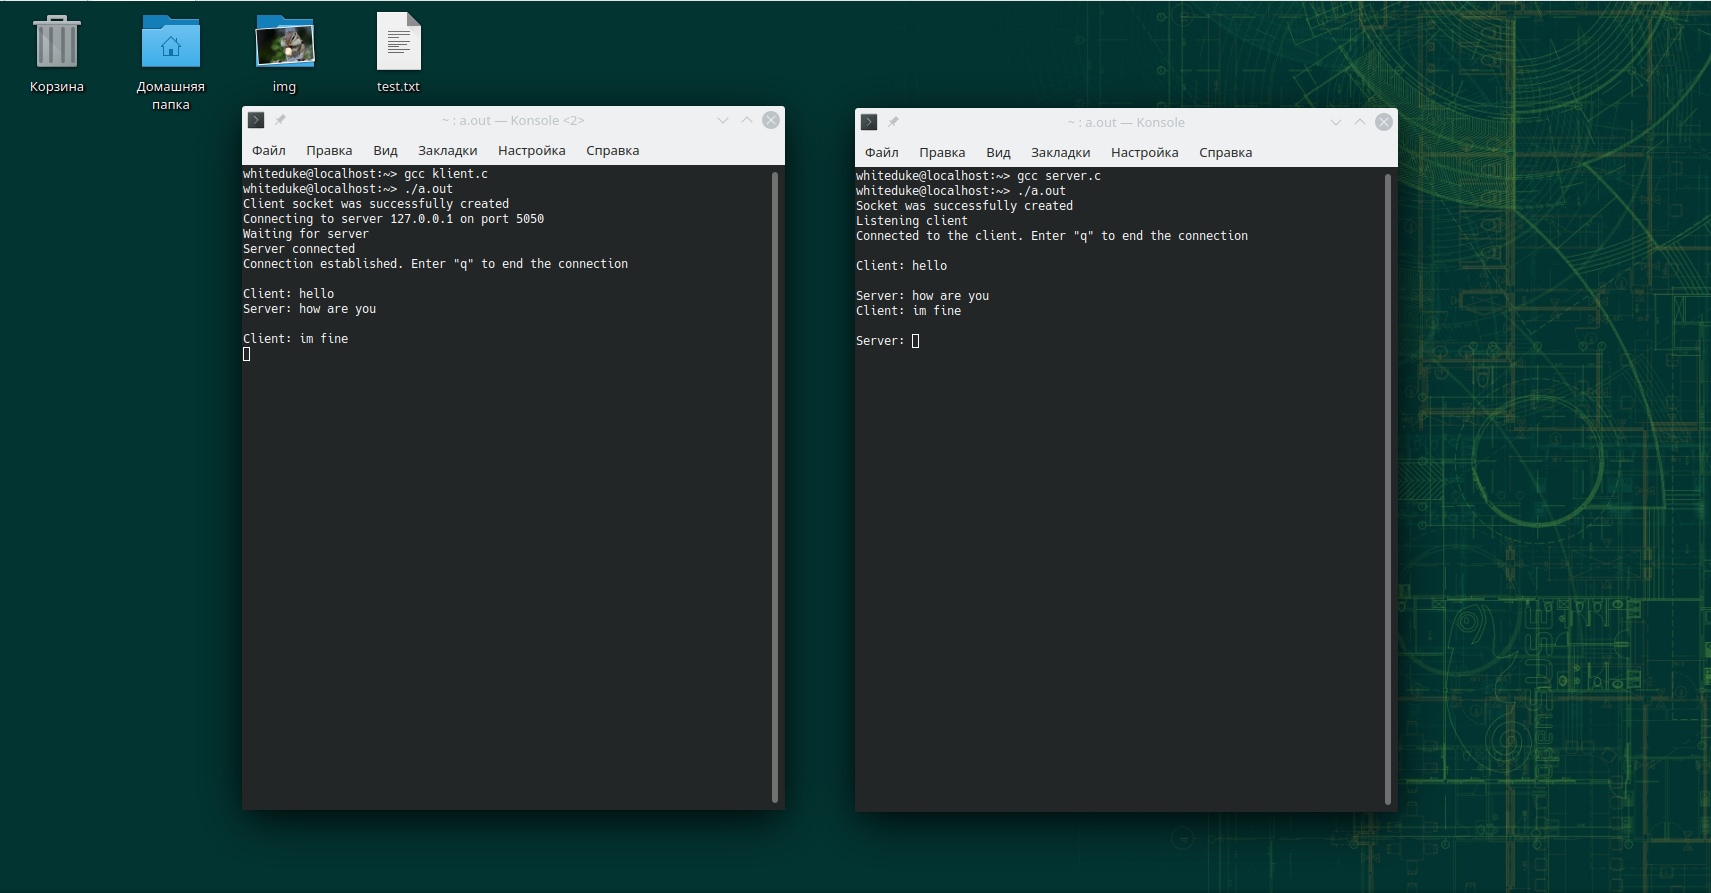 Корзина
Домашняя
папка
img
test.txt
~ : a.out — Konsole <2>
Файл Правка Вид Закладки Настройка Справка
whiteduke@localhost:~> gcc klient.c
whiteduke@localhost:~> ./a.out
Client socket was successfully created
Connecting to server 127.0.0.1 on port 5050
Waiting for server
Server connected
Connection established. Enter "q" to end the connection
Client: hello
Server: how are you
Client: im fine
~ : a.out — Konsole
Файл Правка Вид Закладки Настройка Справка
whiteduke@localhost:~> gcc server.c
whiteduke@localhost:~> ./a.out
Socket was successfully created
Listening client
Connected to the client. Enter "q" to end the connection
Client: hello
Server: how are you
Client: im fine
Server:
openSUSE